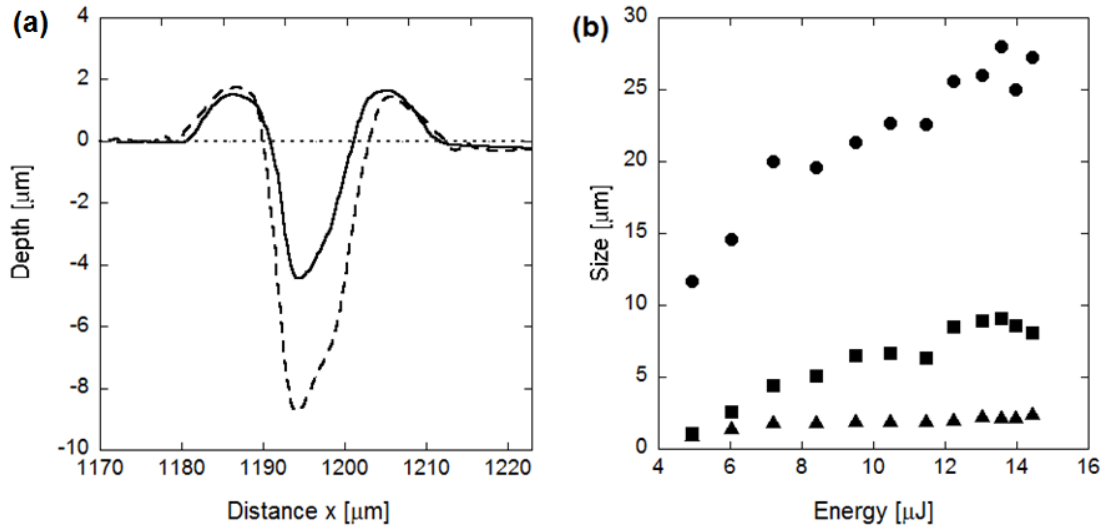 (a)
4
2
0
-2
-4
-6
-8
-10
Depth [μm]
1170 1180 1190 1200 1210 1220
Distance x [μm]
(b)
30
25
20
15
10
5
0
Size [μm]
4 6 8 10 12 14 16
Energy [μJ]